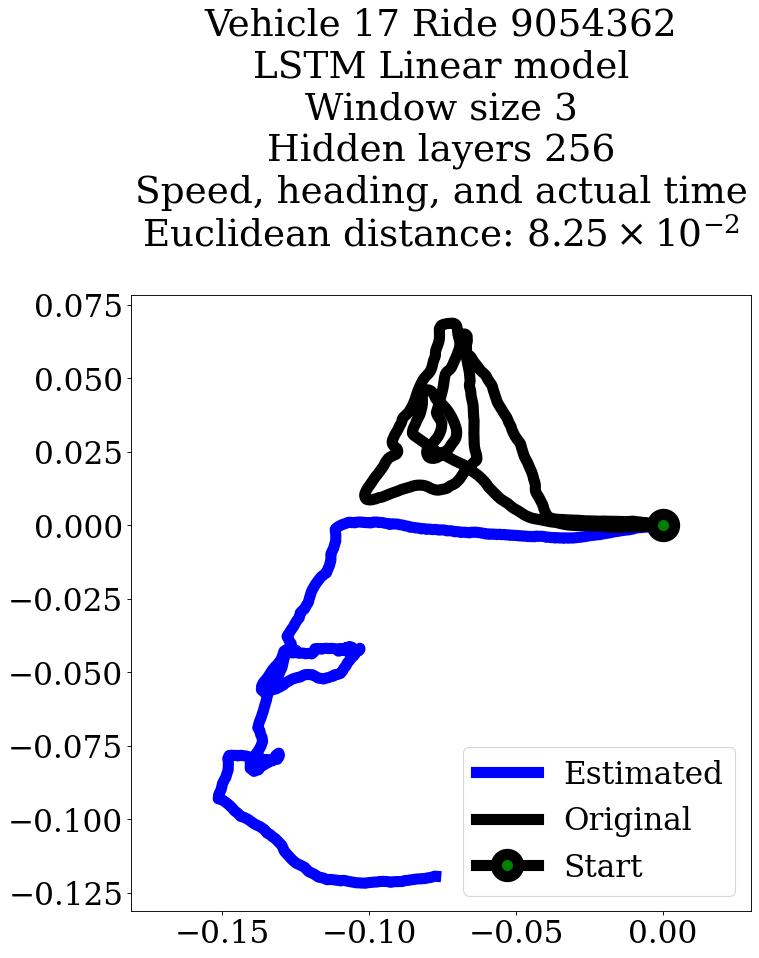 Vehicle 17 Ride 9054362
LSTM Linear model
Window size 3
Hidden layers 256
Speed, heading, and actual time
Euclidean distance: 8.25 × 10⁻²
0.075
0.050
0.025
0.000
−0.025
−0.050
−0.075
−0.100
−0.125
Estimated
Original
Start
−0.15
−0.10
−0.05
0.00